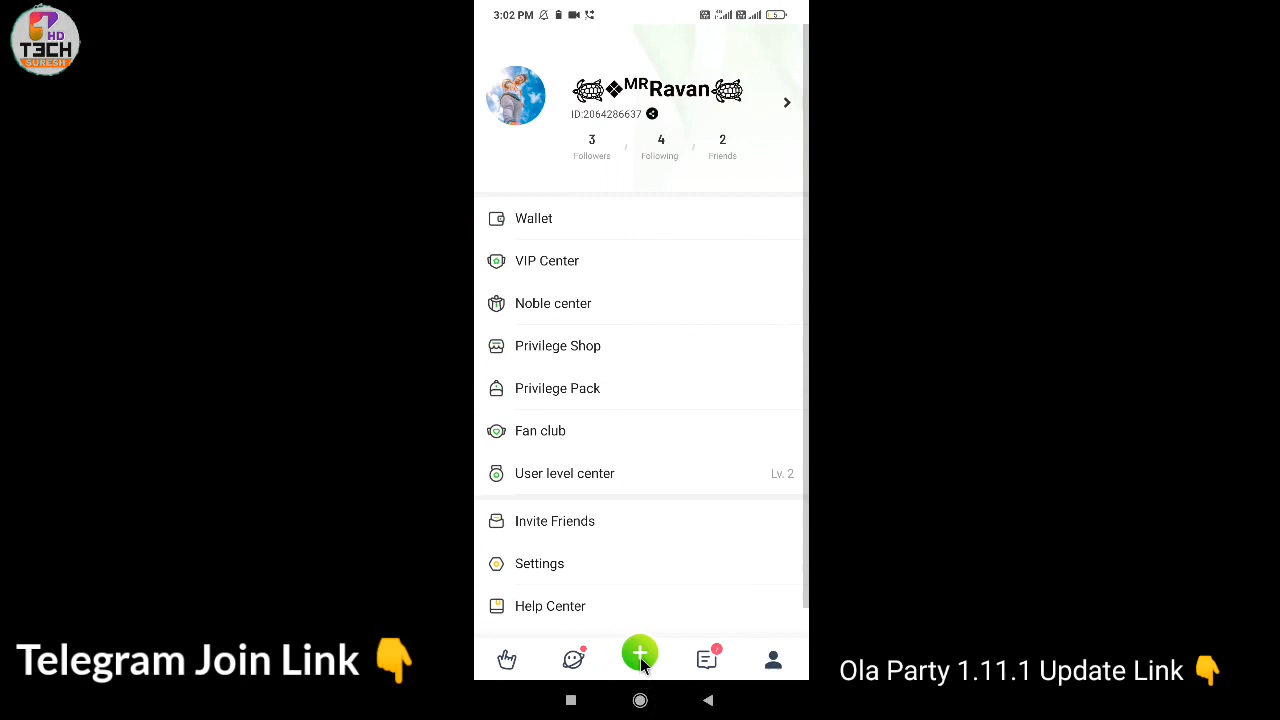 HD
T3CH
SURESH
3:02 PM
5
🐢❖ᴹᴿRavan🐢
ID:2064286637
3 / 4 / 2
Followers Following Friends
Wallet
VIP Center
Noble center
Privilege Shop
Privilege Pack
Fan club
User level center Lv. 2
Invite Friends
Settings
Help Center
Telegram Join Link 👇
Ola Party 1.11.1 Update Link 👇